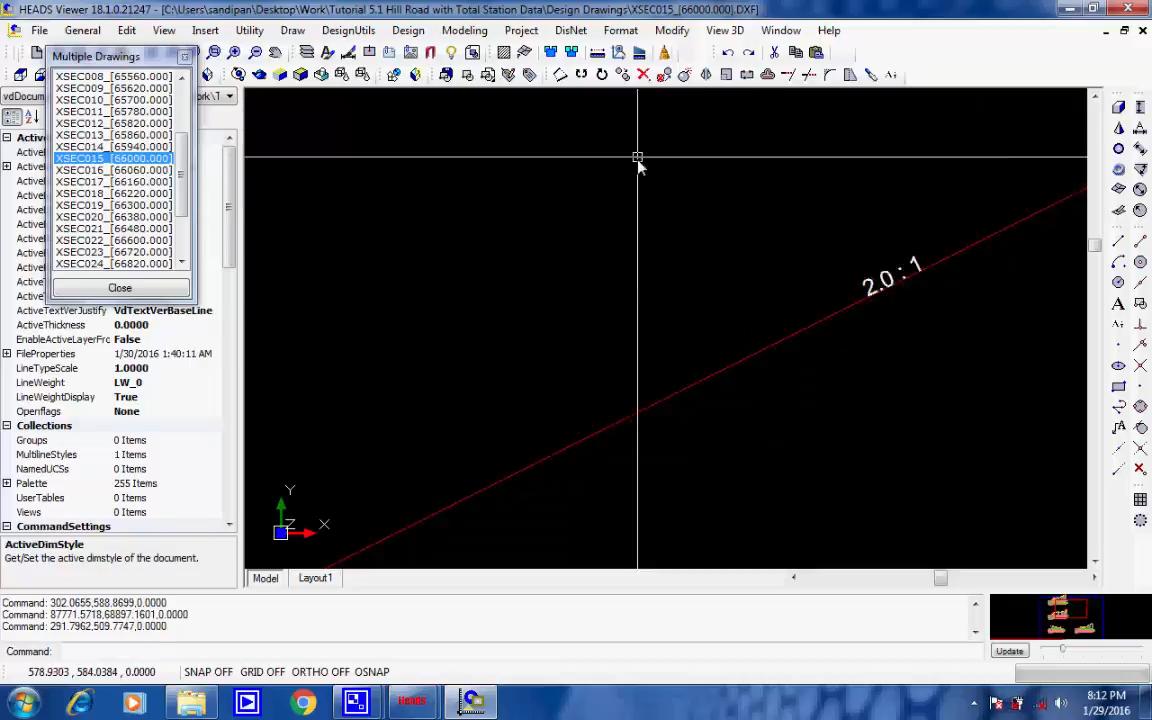 HEADS Viewer 18.1.0.21247 - [C:\Users\sandipan\Desktop\Work\Tutorial 5.1 Hill Road with Total Station Data\Design Drawings\XSEC015_[66000.000].DXF]
File Edit View Insert Utility Draw DesignUtils Design Modeling Project DisNet Format Modify View 3D Window Help
Multiple Drawings
XSEC008_[65560.000]
XSEC009_[65620.000]
XSEC010_[65700.000]
XSEC011_[65780.000]
XSEC012_[65820.000]
XSEC013_[65860.000]
XSEC014_[65940.000]
XSEC015_[66000.000]
XSEC016_[66060.000]
XSEC017_[66160.000]
XSEC018_[66220.000]
XSEC019_[66300.000]
XSEC020_[66380.000]
XSEC021_[66480.000]
XSEC022_[66600.000]
XSEC023_[66720.000]
XSEC024_[66820.000]
Close
vdDocum
rk\T
Activ
ActiveTextVerJustify VdTextVerBaseLine
ActiveThickness 0.0000
EnableActiveLayerFro False
FileProperties 1/30/2016 1:40:11 AM
LineTypeScale 1.0000
LineWeight LW_0
LineWeightDisplay True
Openflags None
Collections
Groups 0 Items
MultilineStyles 1 Items
NamedUCSs 0 Items
Palette 255 Items
UserTables 0 Items
Views 0 Items
CommandSettings
ActiveDimStyle
Get/Set the active dimstyle of the document.
2.0 : 1
Y
Z X
Model Layout1
Command: 302.0655,588.8699,0.0000
Command: 87771.5718,68897.1601,0.0000
Command: 291.7962,509.7747,0.0000
Command:
Update
578.9303 , 584.0384 , 0.0000 SNAP OFF GRID OFF ORTHO OFF OSNAP
Heads
8:12 PM
1/29/2016